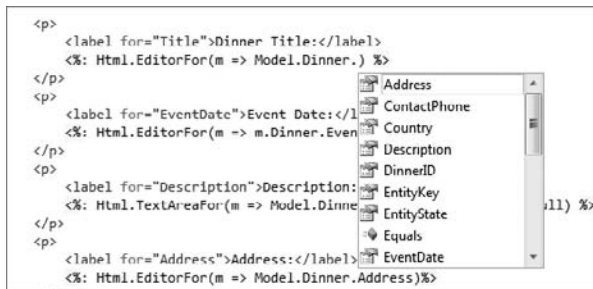 <p>
<label for="Title">Dinner Title:</label>
<%: Html.EditorFor(m => Model.Dinner.) %>
</p>
<p>
<label for="EventDate">Event Date:</l
<%: Html.EditorFor(m => m.Dinner.Even
</p>
<p>
<label for="Description">Description:
<%: Html.TextAreaFor(m => Model.Dinne ull) %>
</p>
<p>
<label for="Address">Address:</label>
<%: Html.EditorFor(m => Model.Dinner.Address)%>
Address
ContactPhone
Country
Description
DinnerID
EntityKey
EntityState
Equals
EventDate